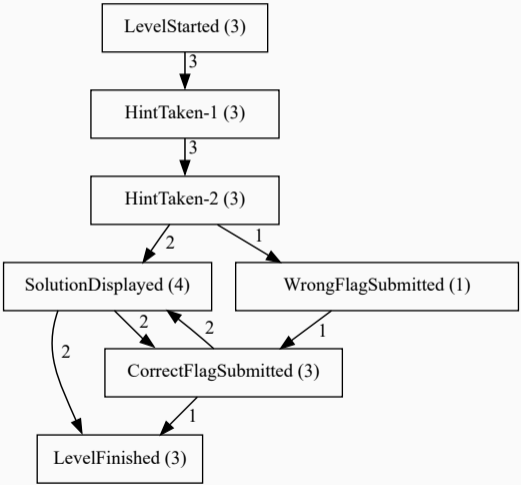 LevelStarted (3)
3
HintTaken-1 (3)
3
HintTaken-2 (3)
2
1
SolutionDisplayed (4)
WrongFlagSubmitted (1)
2
2
1
2
CorrectFlagSubmitted (3)
1
LevelFinished (3)